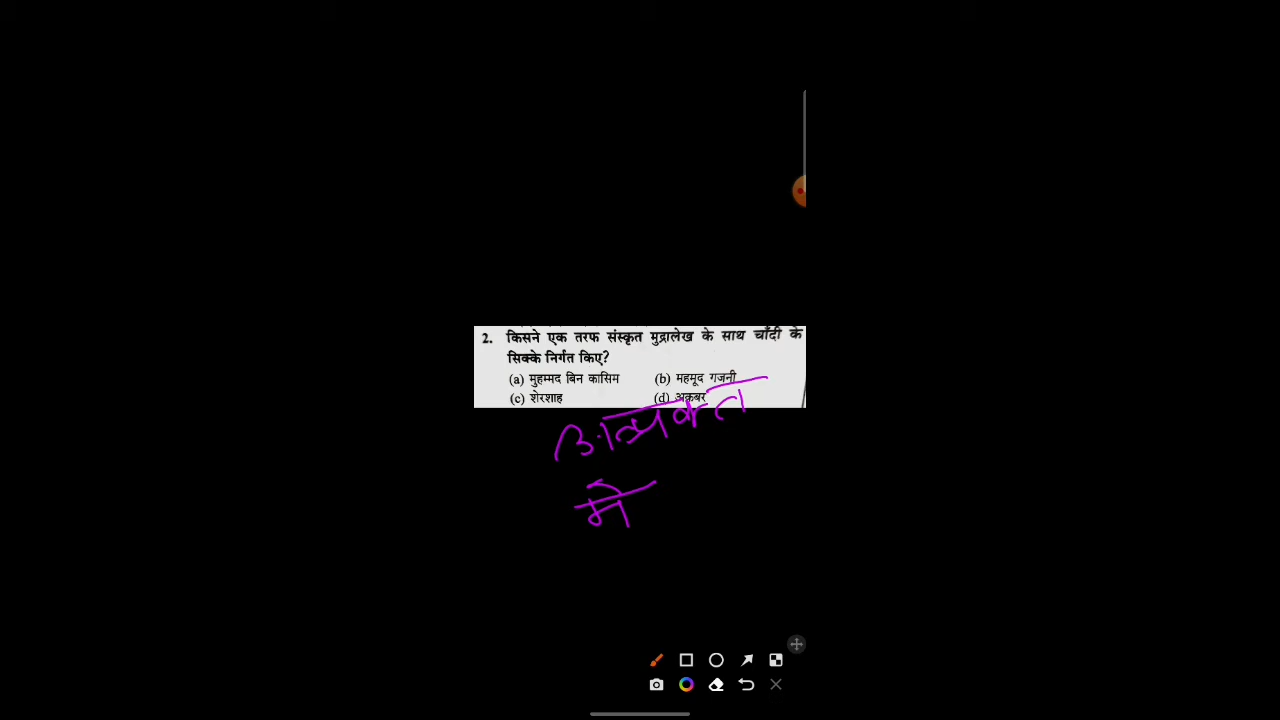 2. किसने एक तरफ संस्कृत मुद्रालेख के साथ चाँदी के
सिक्के निर्गत किए?
(a) मुहम्मद बिन कासिम (b) महमूद गजनी
(c) शेरशाह (d) अकबर
मे